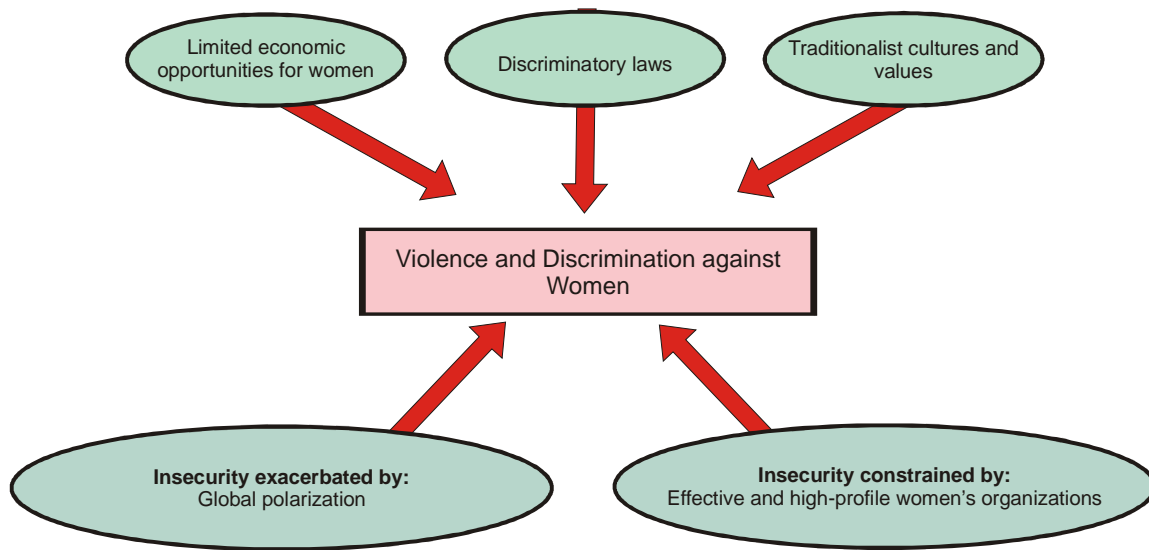 Limited economic
opportunities for women
Discriminatory laws
Traditionalist cultures and
values
Violence and Discrimination against
Women
Insecurity exacerbated by:
Global polarization
Insecurity constrained by:
Effective and high-profile women's organizations